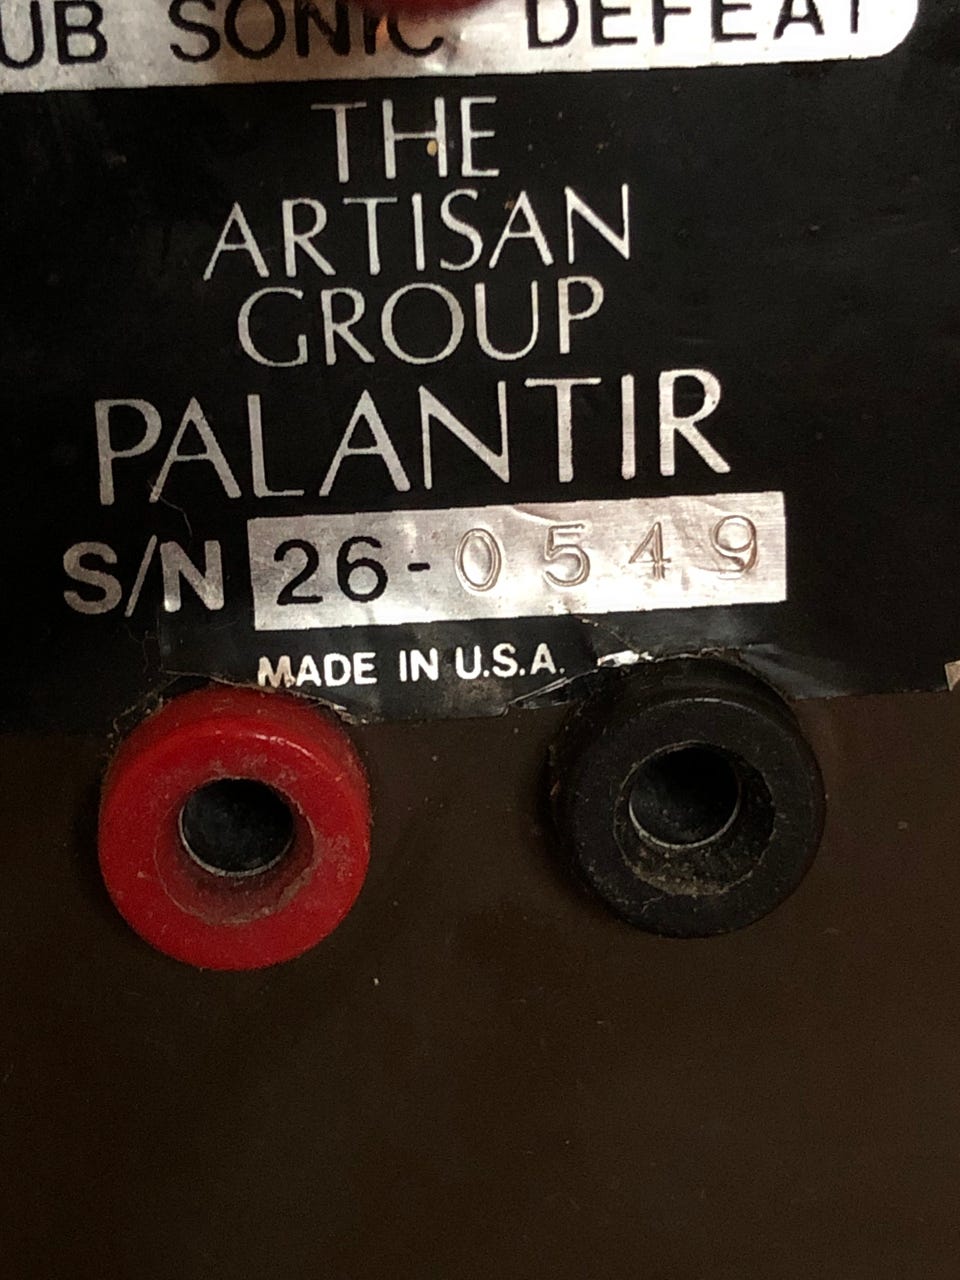 UB SONIC DEFEAT
THE
ARTISAN
GROUP
PALANTIR
S/N 26-0549
MADE IN U.S.A.